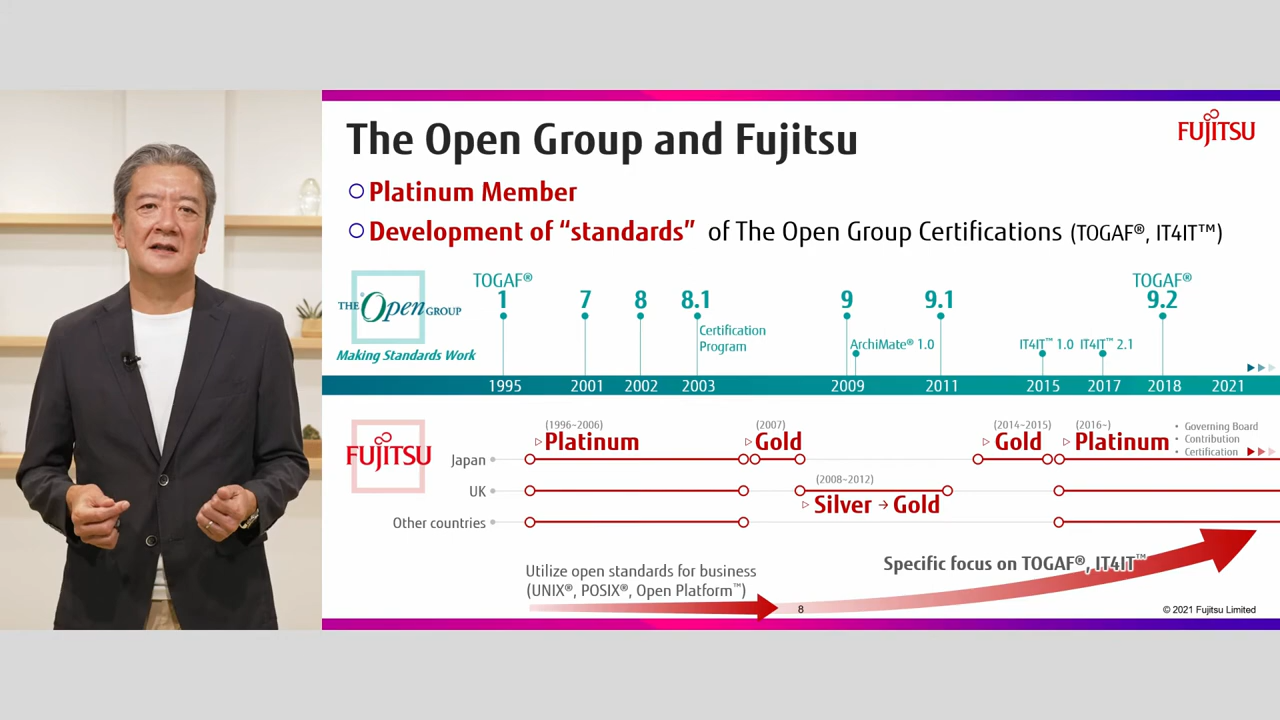 The Open Group and Fujitsu
FUJITSU
Platinum Member
Development of “standards” of The Open Group Certifications (TOGAF®, IT4IT™)
THE Open GROUP
Making Standards Work
TOGAF®
1
7
8
8.1
Certification
Program
9
ArchiMate® 1.0
9.1
IT4IT™ 1.0
IT4IT™ 2.1
TOGAF®
9.2
1995 2001 2002 2003 2009 2011 2015 2017 2018 2021
FUJITSU
(1996~2006)
Platinum
(2007)
Gold
(2014~2015)
Gold
(2016~)
Platinum
• Governing Board
• Contribution
• Certification
Japan
UK
(2008~2012)
Silver → Gold
Other countries
Utilize open standards for business
(UNIX®, POSIX®, Open Platform™)
Specific focus on TOGAF®, IT4IT™
8
© 2021 Fujitsu Limited